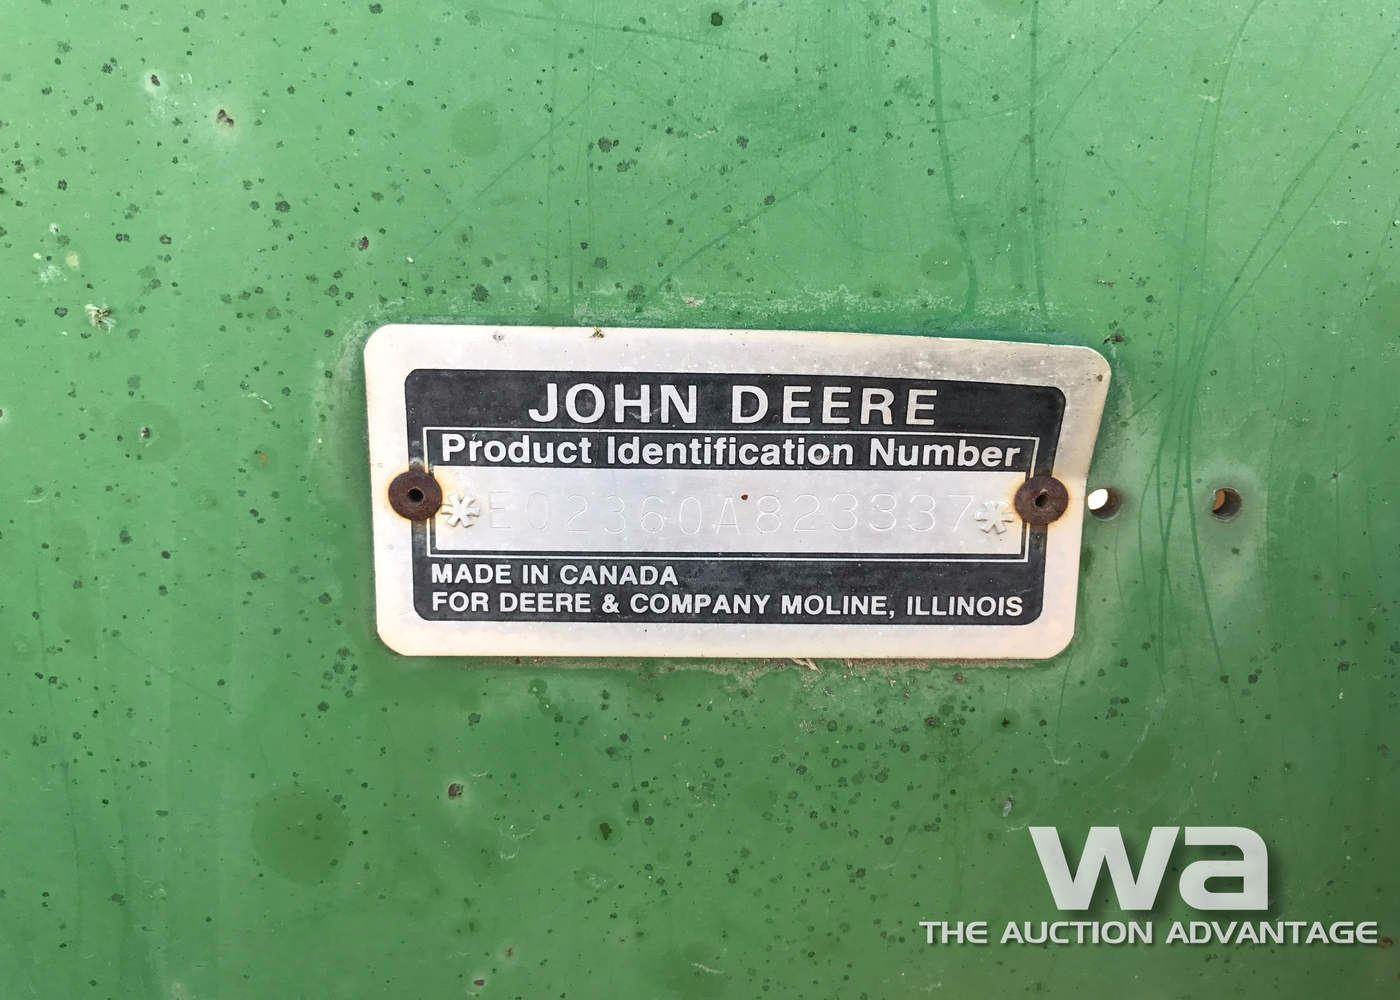 JOHN DEERE
Product Identification Number
*E02360A823337*
MADE IN CANADA
FOR DEERE & COMPANY MOLINE, ILLINOIS
wa
THE AUCTION ADVANTAGE